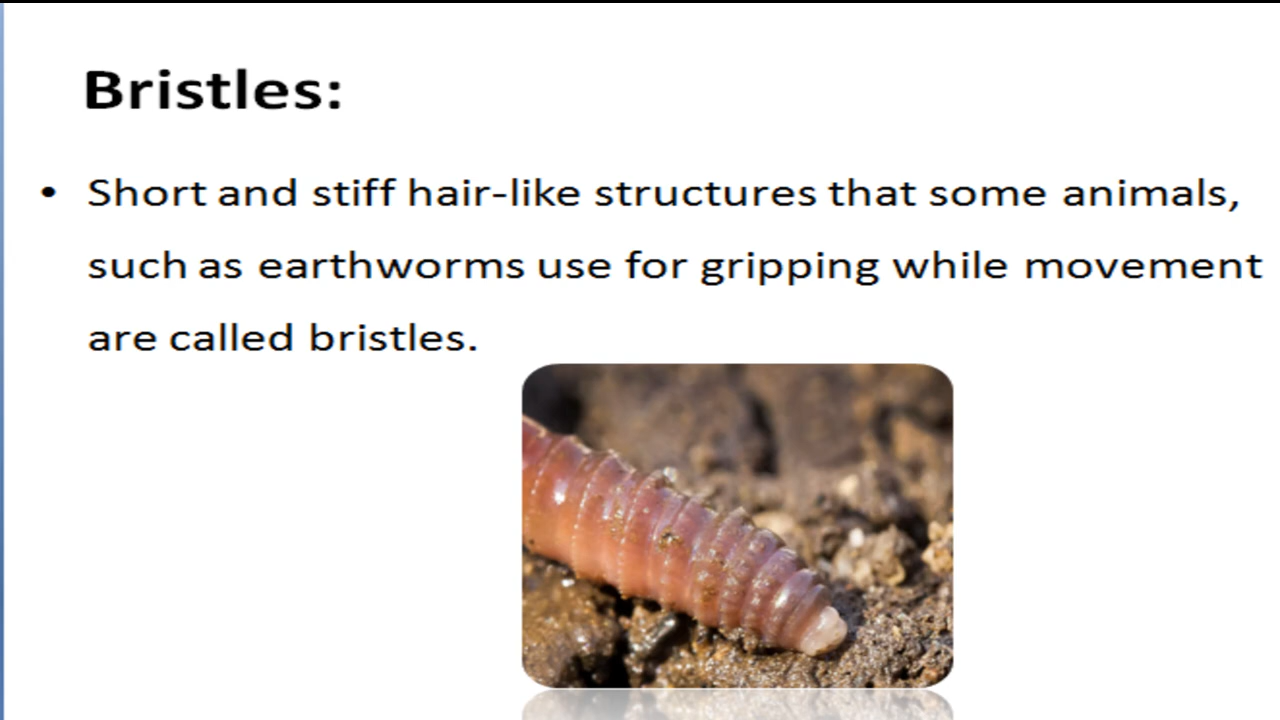 Bristles:
• Short and stiff hair-like structures that some animals,
such as earthworms use for gripping while movement
are called bristles.